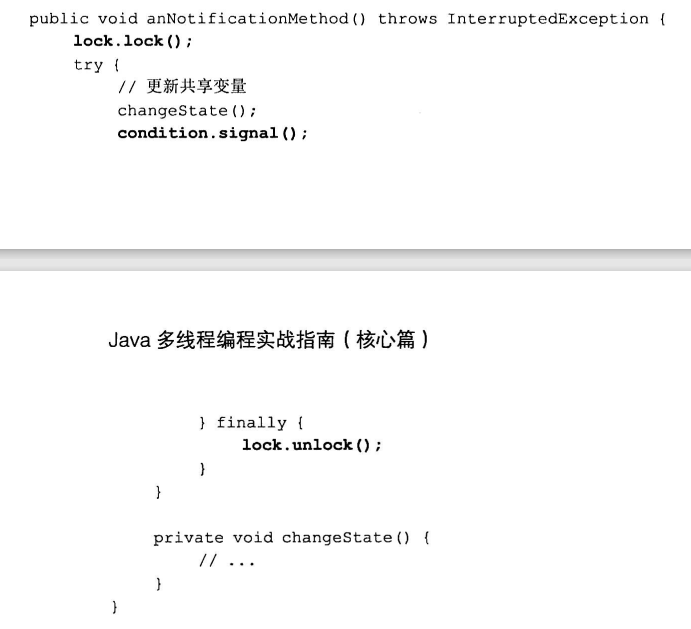 public void anNotificationMethod() throws InterruptedException {
lock.lock();
try {
// 更新共享变量
changeState();
condition.signal();
Java 多线程编程实战指南（核心篇）
} finally {
lock.unlock();
}
}
private void changeState() {
// ...
}
}